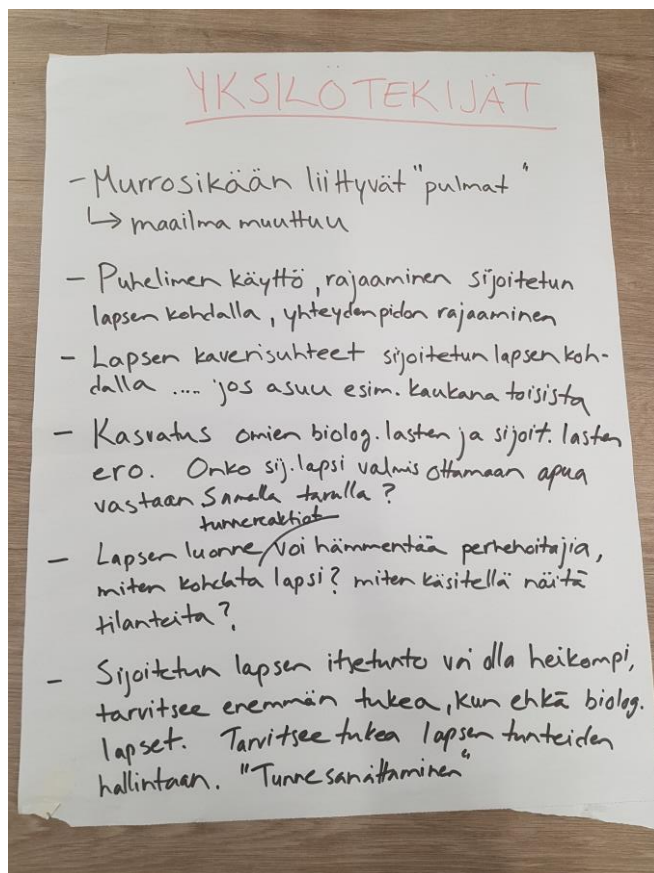 YKSILÖTEKIJÄT
- Murrosikään liittyvät "pulmat"
↳ maailma muuttuu
- Puhelimen käyttö, rajaaminen sijoitetun
lapsen kohdalla, yhteydenpidon rajaaminen
- Lapsen kaverisuhteet sijoitetun lapsen koh-
dalla .... jos asuu esim. kaukana toisista
- Kasvatus omien biolog. lasten ja sijoit. lasten
ero. Onko sij. lapsi valmis ottamaan apua
vastaan samalla tavalla?
tunnereaktiot
- Lapsen luonne / voi hämmentää perhehoitajia,
miten kohdata lapsi? miten käsitellä näitä
tilanteita?
- Sijoitetun lapsen itsetunto voi olla heikompi,
tarvitsee enemmän tukea, kun ehkä biolog.
lapset. Tarvitsee tukea lapsen tunteiden
hallintaan. "Tunnesanoittaminen"